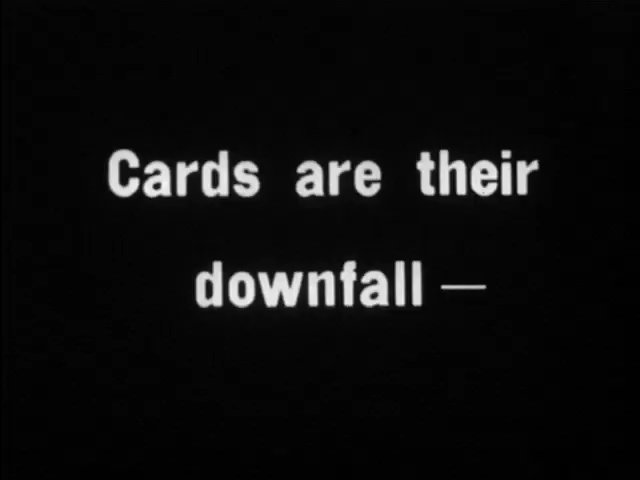 Cards are their
downfall —